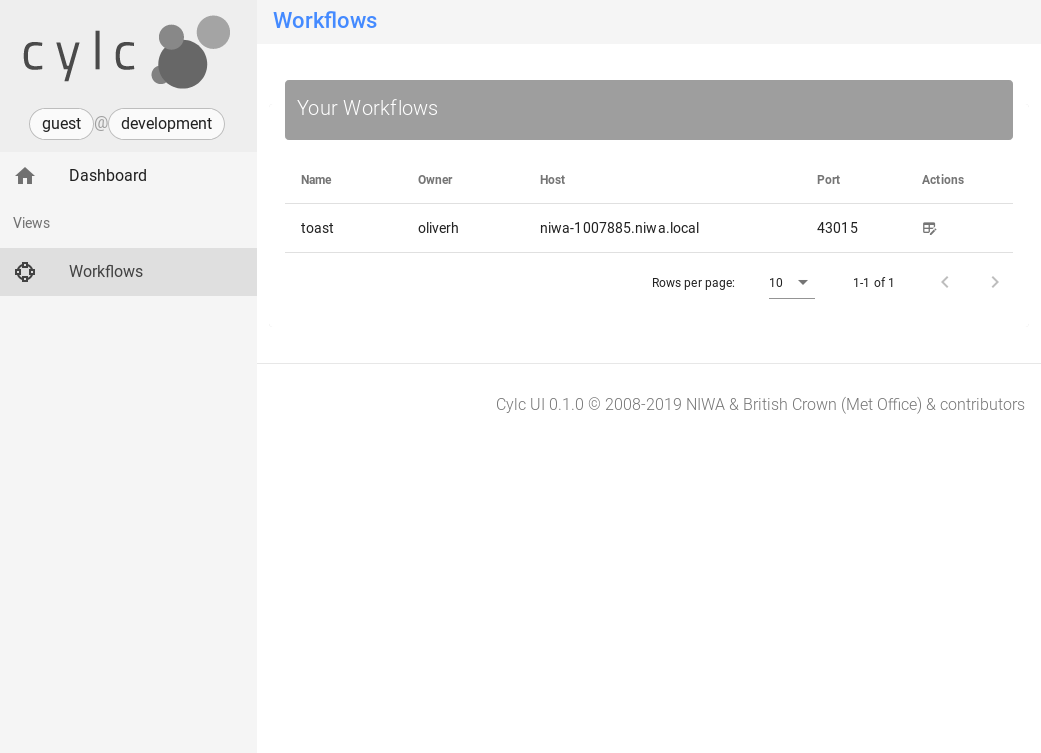 cylc
guest@development
Dashboard
Views
Workflows
Workflows
Your Workflows
Name Owner Host Port Actions
toast oliverh niwa-1007885.niwa.local 43015
Rows per page: 10 1-1 of 1
Cylc UI 0.1.0 © 2008-2019 NIWA & British Crown (Met Office) & contributors